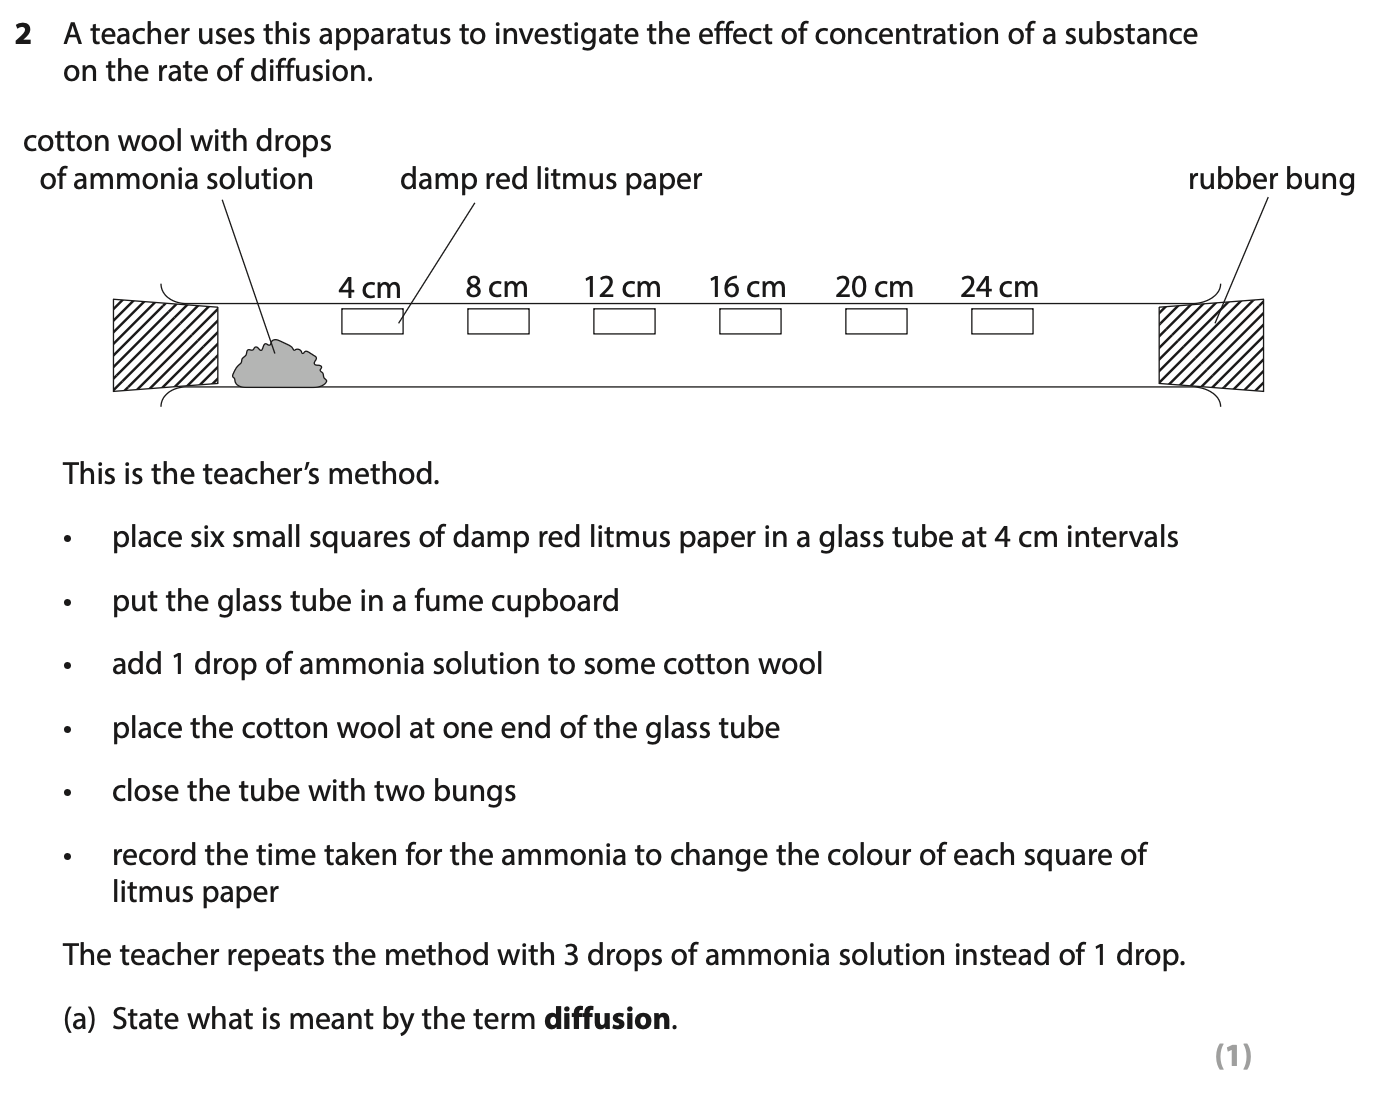 2 A teacher uses this apparatus to investigate the effect of concentration of a substance
on the rate of diffusion.
cotton wool with drops
of ammonia solution
damp red litmus paper
rubber bung
4 cm 8 cm 12 cm 16 cm 20 cm 24 cm
This is the teacher’s method.
• place six small squares of damp red litmus paper in a glass tube at 4 cm intervals
• put the glass tube in a fume cupboard
• add 1 drop of ammonia solution to some cotton wool
• place the cotton wool at one end of the glass tube
• close the tube with two bungs
• record the time taken for the ammonia to change the colour of each square of
litmus paper
The teacher repeats the method with 3 drops of ammonia solution instead of 1 drop.
(a) State what is meant by the term diffusion.
(1)